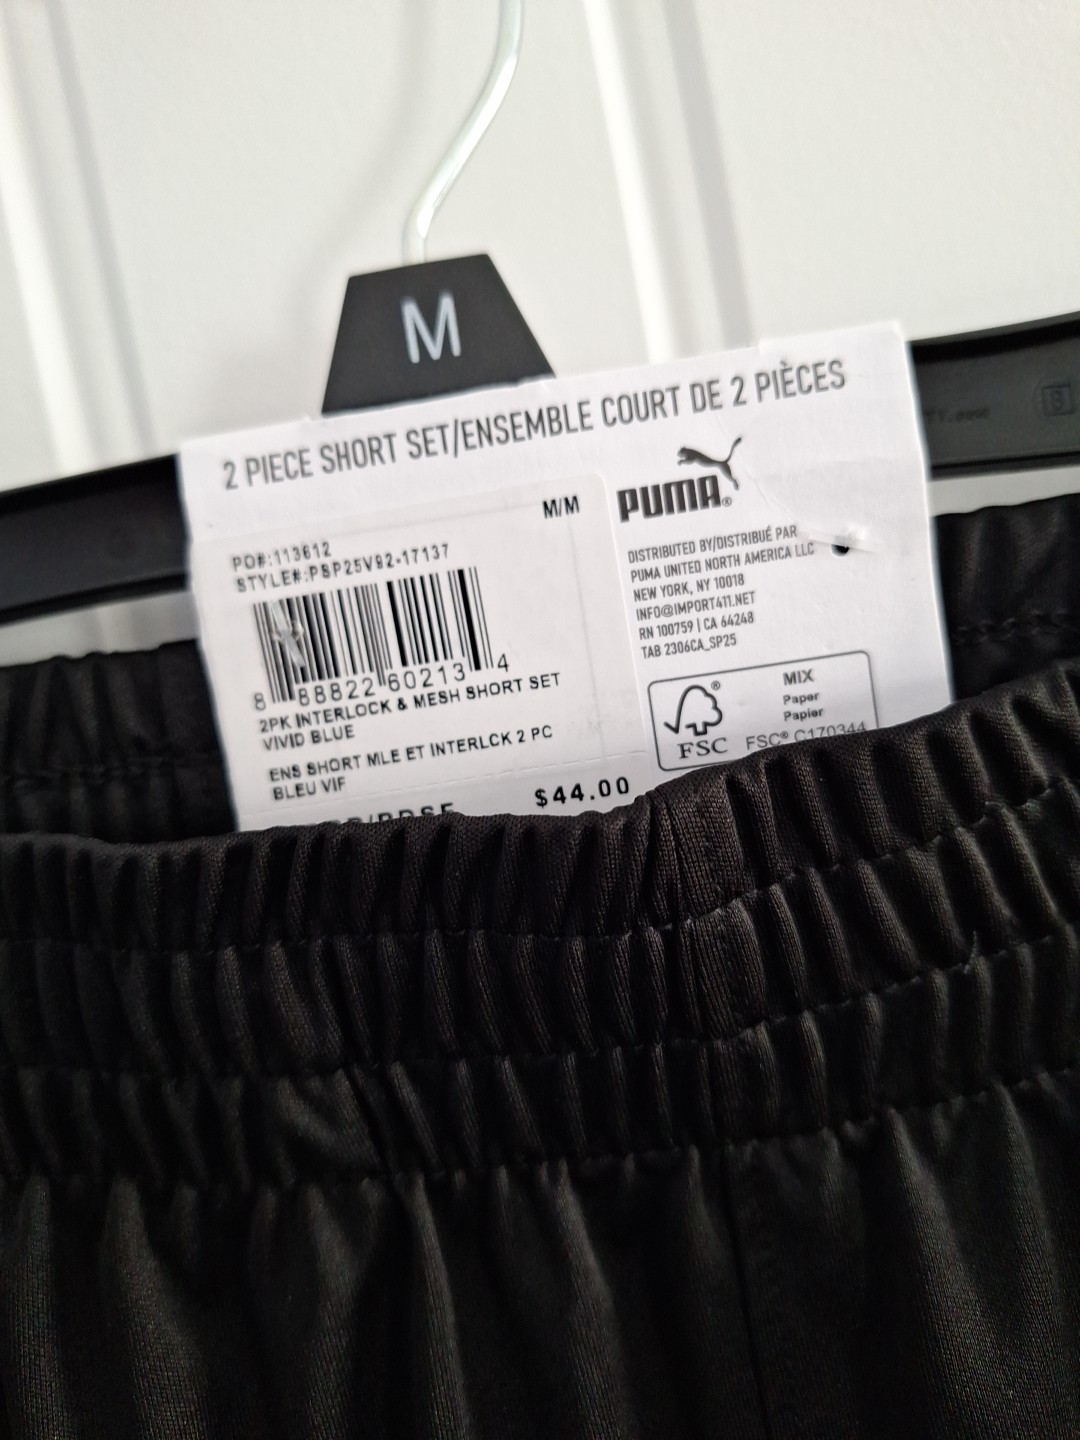 M
2 PIECE SHORT SET/ENSEMBLE COURT DE 2 PIÈCES
M/M
PO#:113612
STYLE#:PSP25V92-17137
8 88822 60213 4
2PK INTERLOCK & MESH SHORT SET
VIVID BLUE
ENS SHORT MLE ET INTERLCK 2 PC
BLEU VIF
$44.00
PUMA®
DISTRIBUTED BY/DISTRIBUÉ PAR
PUMA UNITED NORTH AMERICA LLC
NEW YORK, NY 10018
INFO@IMPORT411.NET
RN 100759 | CA 64248
TAB 2306CA_SP25
®
FSC
MIX
Paper
Papier
FSC® C170344